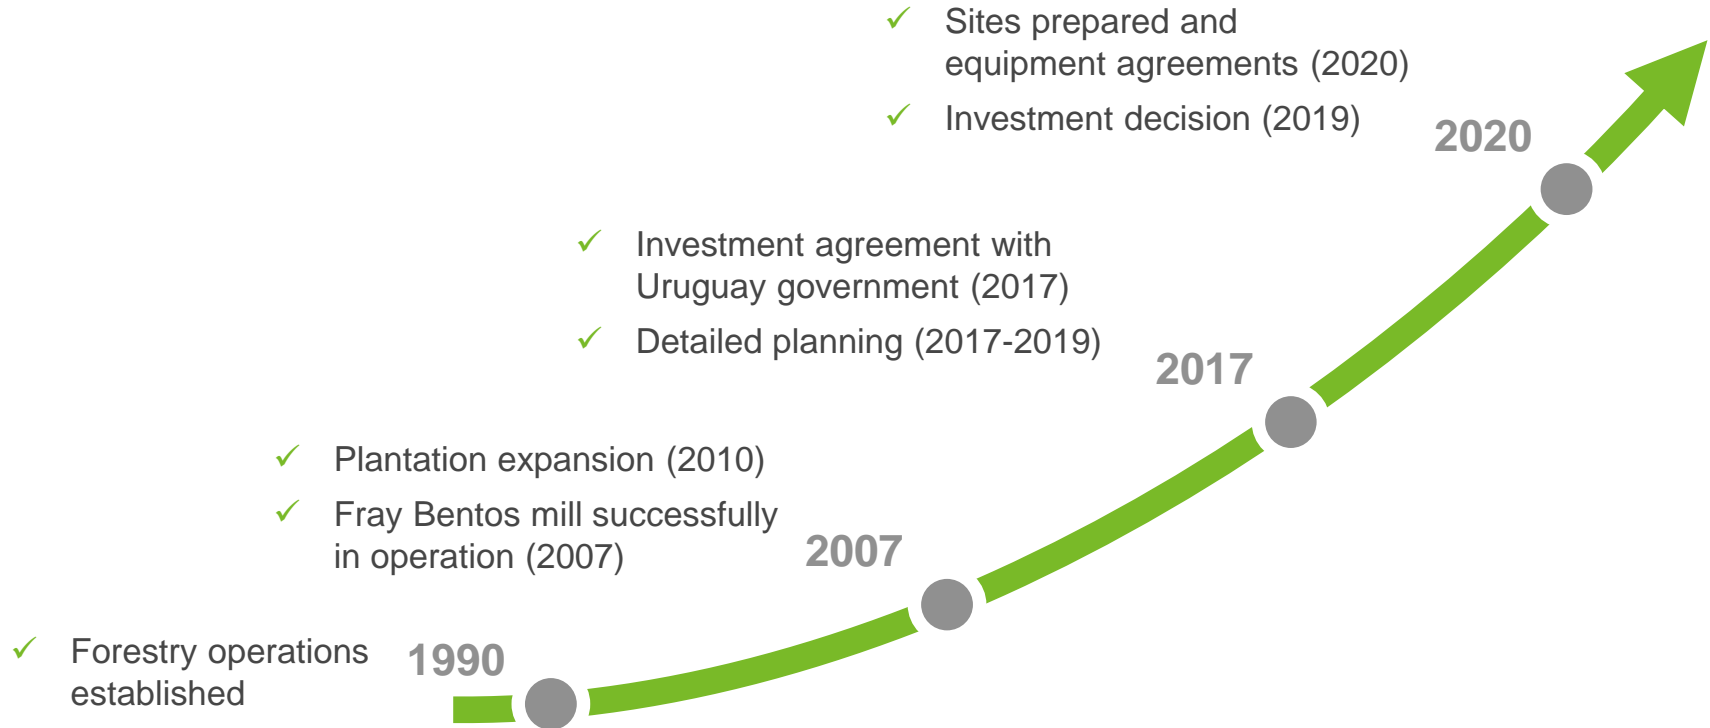 Sites prepared and
equipment agreements (2020)
Investment decision (2019)
2020
Investment agreement with
Uruguay government (2017)
Detailed planning (2017-2019)
2017
Plantation expansion (2010)
Fray Bentos mill successfully
in operation (2007)
2007
Forestry operations
established
1990